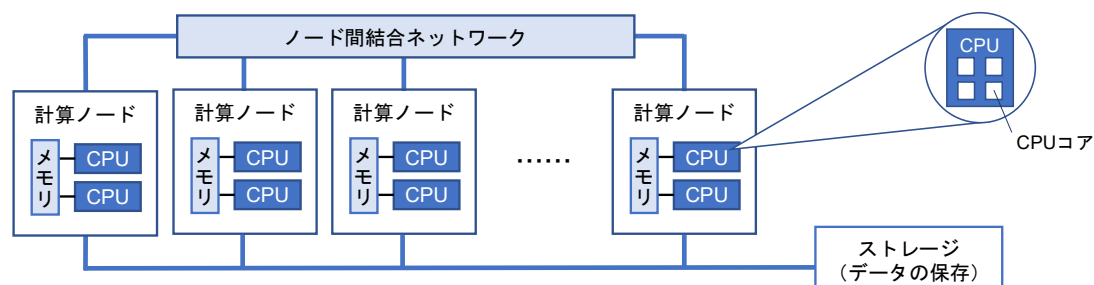 ノード間結合ネットワーク
計算ノード
メモリ
CPU
CPU
計算ノード
メモリ
CPU
CPU
計算ノード
メモリ
CPU
CPU
……
計算ノード
メモリ
CPU
CPU
CPU
CPUコア
ストレージ
（データの保存）